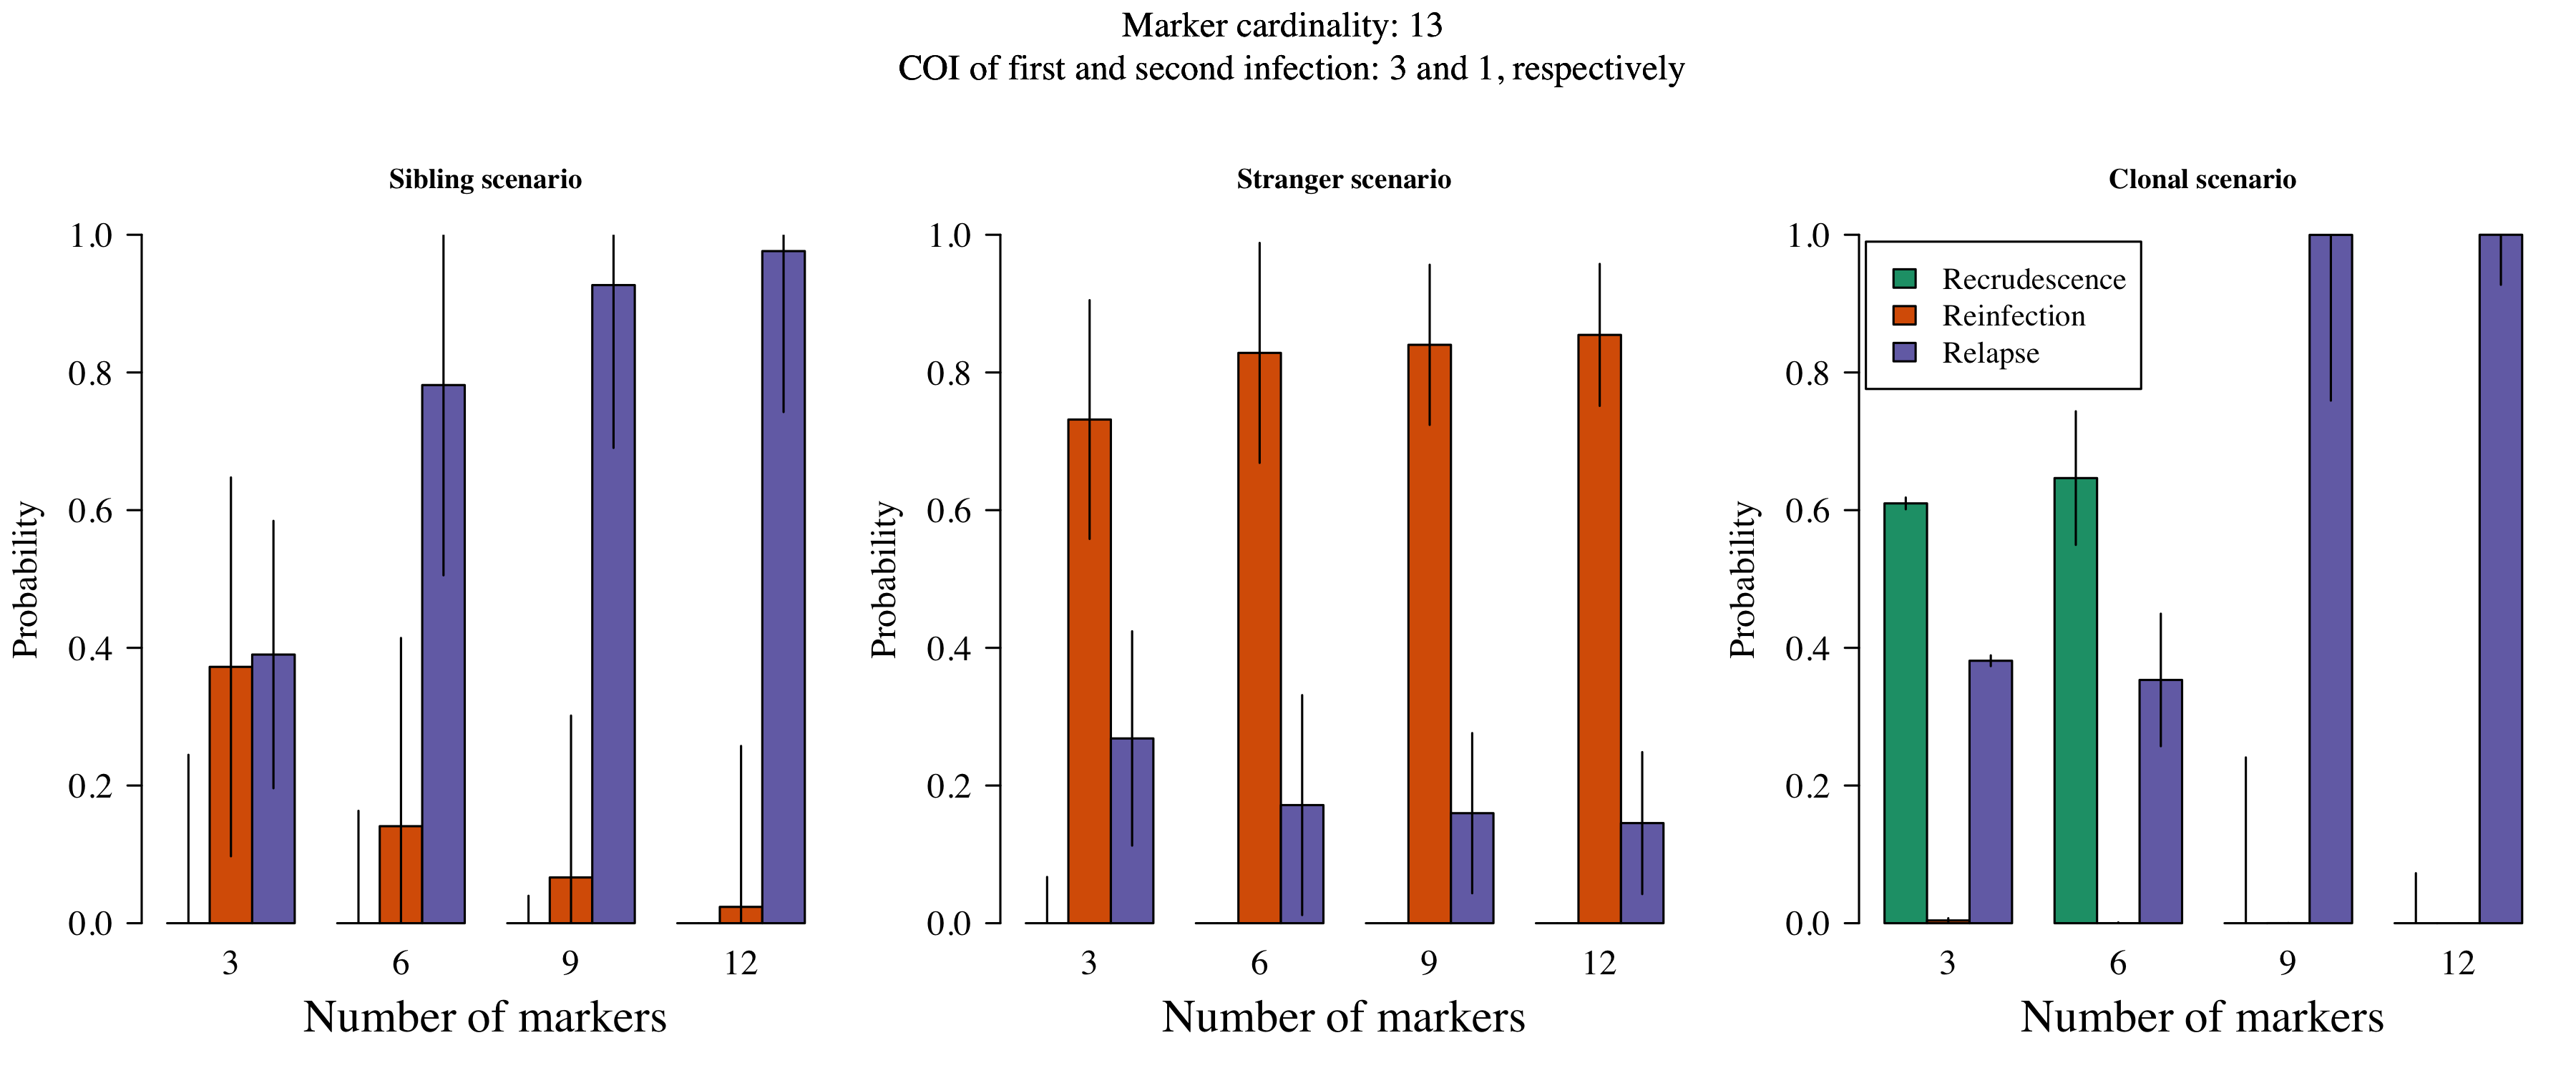 Marker cardinality: 13
COI of first and second infection: 3 and 1, respectively
Sibling scenario
Probability
1.0
0.8
0.6
0.4
0.2
0.0
3 6 9 12
Number of markers
Stranger scenario
Probability
1.0
0.8
0.6
0.4
0.2
0.0
3 6 9 12
Number of markers
Clonal scenario
Probability
1.0
0.8
0.6
0.4
0.2
0.0
Recrudescence
Reinfection
Relapse
3 6 9 12
Number of markers